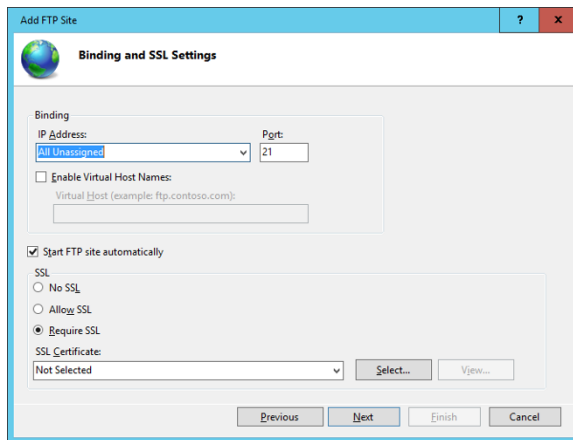 Add FTP Site
?
x
Binding and SSL Settings
Binding
IP Address:
Port:
All Unassigned
21
Enable Virtual Host Names:
Virtual Host (example: ftp.contoso.com):
Start FTP site automatically
SSL
No SSL
Allow SSL
Require SSL
SSL Certificate:
Not Selected
Select...
View...
Previous
Next
Finish
Cancel